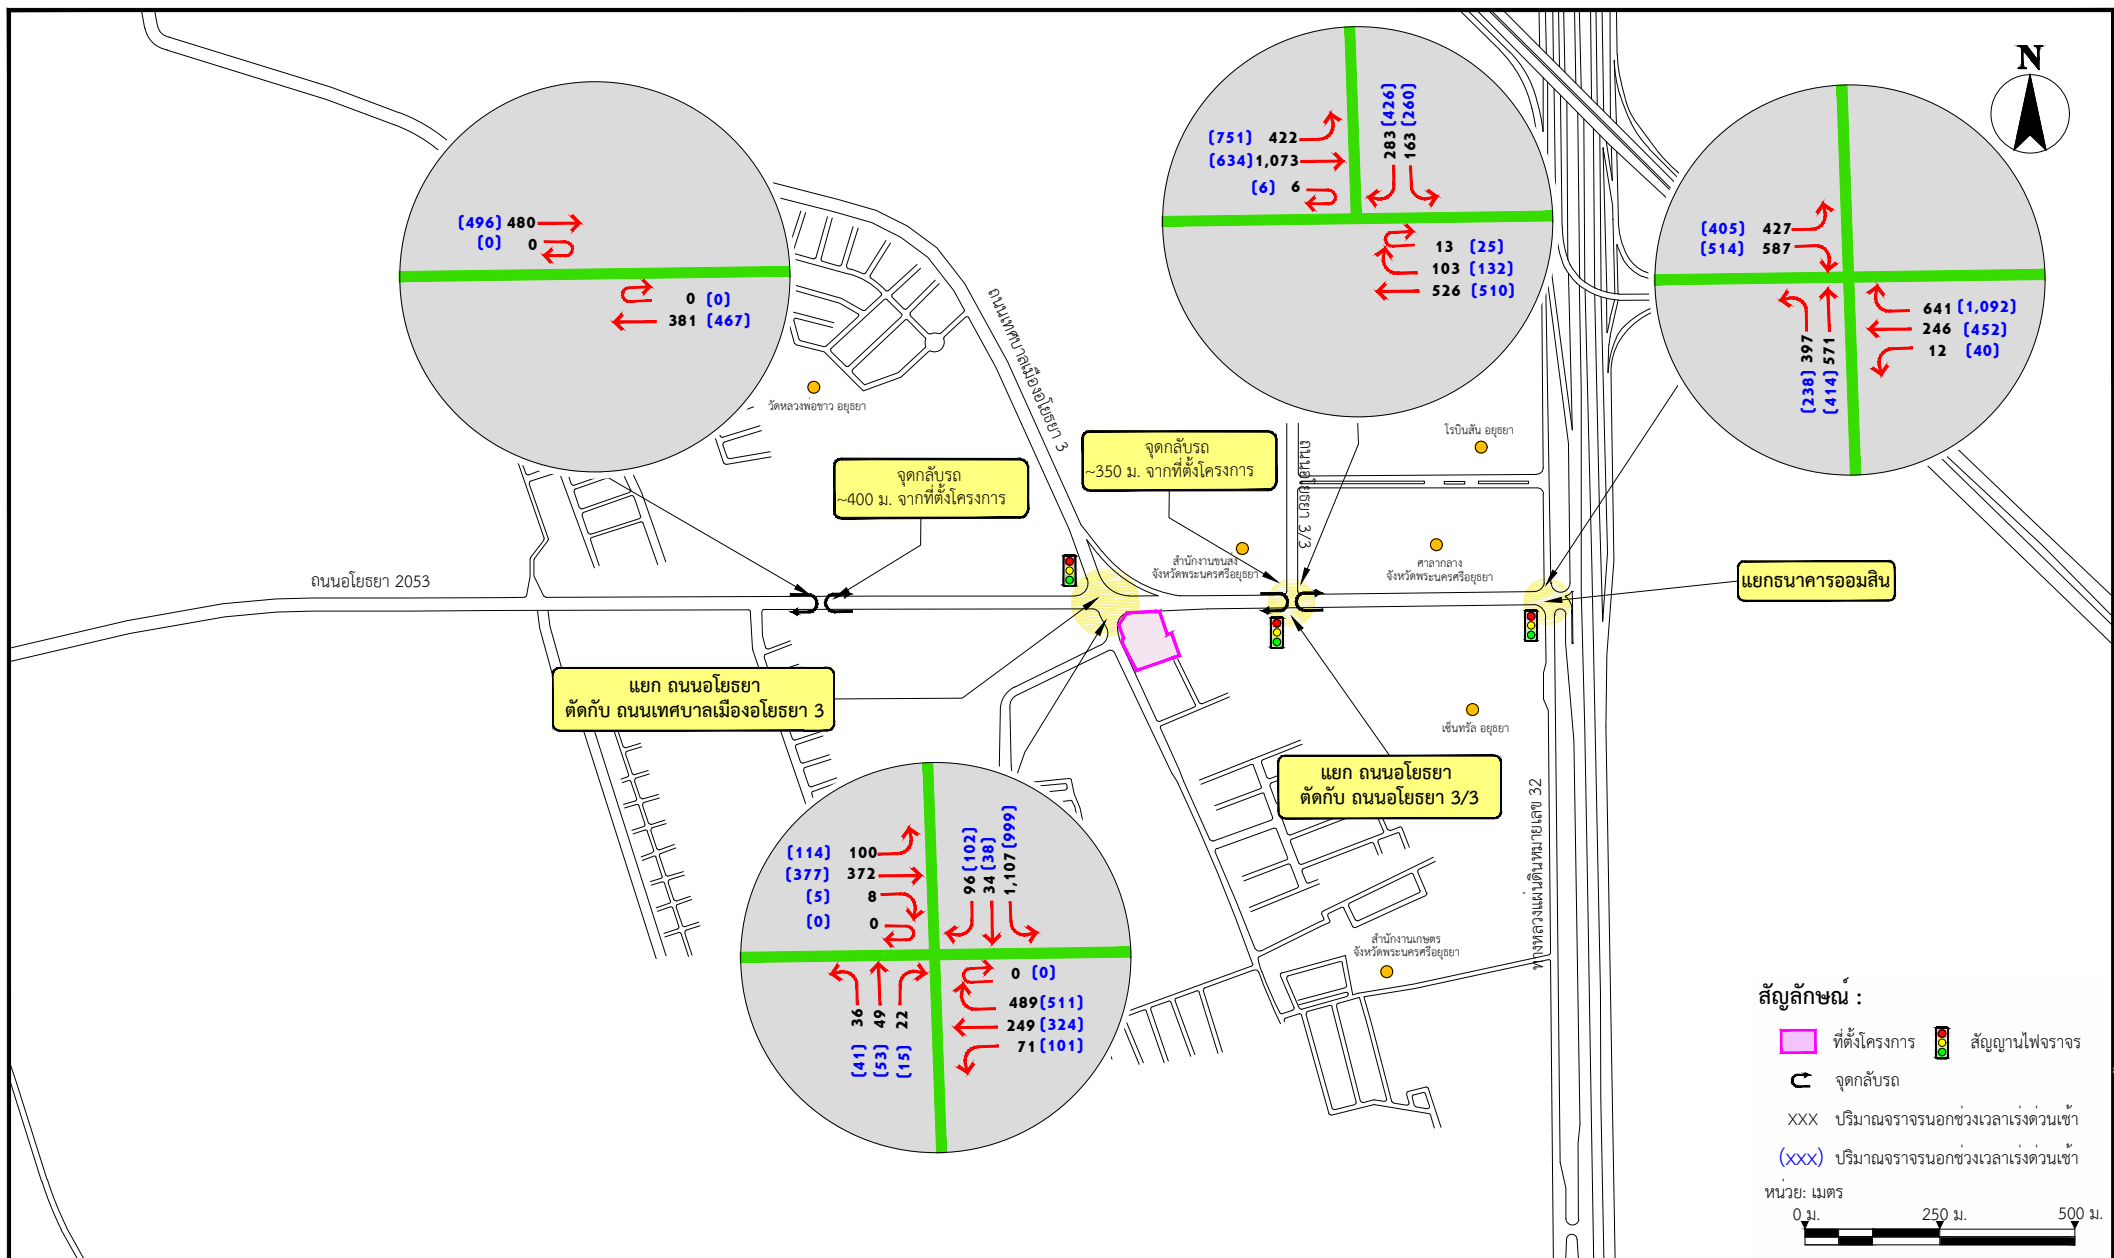 N
(496) 480
(0) 0
0 (0)
381 (467)
(751) 422
(634) 1,073
(6) 6
283 (426)
163 (260)
13 (25)
103 (132)
526 (510)
(405) 427
(514) 587
(238) 397
(414) 571
641 (1,092)
246 (452)
12 (40)
ถนนเทศบาลเมืองอโยธยา 3
วัดหลวงพ่อขาว อยุธยา
จุดกลับรถ
~400 ม. จากที่ตั้งโครงการ
จุดกลับรถ
~350 ม. จากที่ตั้งโครงการ
ถนนอโยธยา 3/3
โรบินสัน อยุธยา
สำนักงานขนส่ง
จังหวัดพระนครศรีอยุธยา
ศาลากลาง
จังหวัดพระนครศรีอยุธยา
แยกธนาคารออมสิน
ถนนอโยธยา 2053
แยก ถนนอโยธยา
ตัดกับ ถนนเทศบาลเมืองอโยธยา 3
เซ็นทรัล อยุธยา
แยก ถนนอโยธยา
ตัดกับ ถนนอโยธยา 3/3
ทางหลวงแผ่นดินหมายเลข 32
(114) 100
(377) 372
(5) 8
(0) 0
96 (102)
34 (38)
1,107 (999)
36 (41)
49 (53)
22 (15)
0 (0)
489 (511)
249 (324)
71 (101)
สำนักงานเกษตร
จังหวัดพระนครศรีอยุธยา
สัญลักษณ์ :
ที่ตั้งโครงการ
สัญญานไฟจราจร
จุดกลับรถ
XXX ปริมาณจราจรนอกช่วงเวลาเร่งด่วนเช้า
(XXX) ปริมาณจราจรนอกช่วงเวลาเร่งด่วนเช้า
หน่วย: เมตร
0 ม. 250 ม. 500 ม.